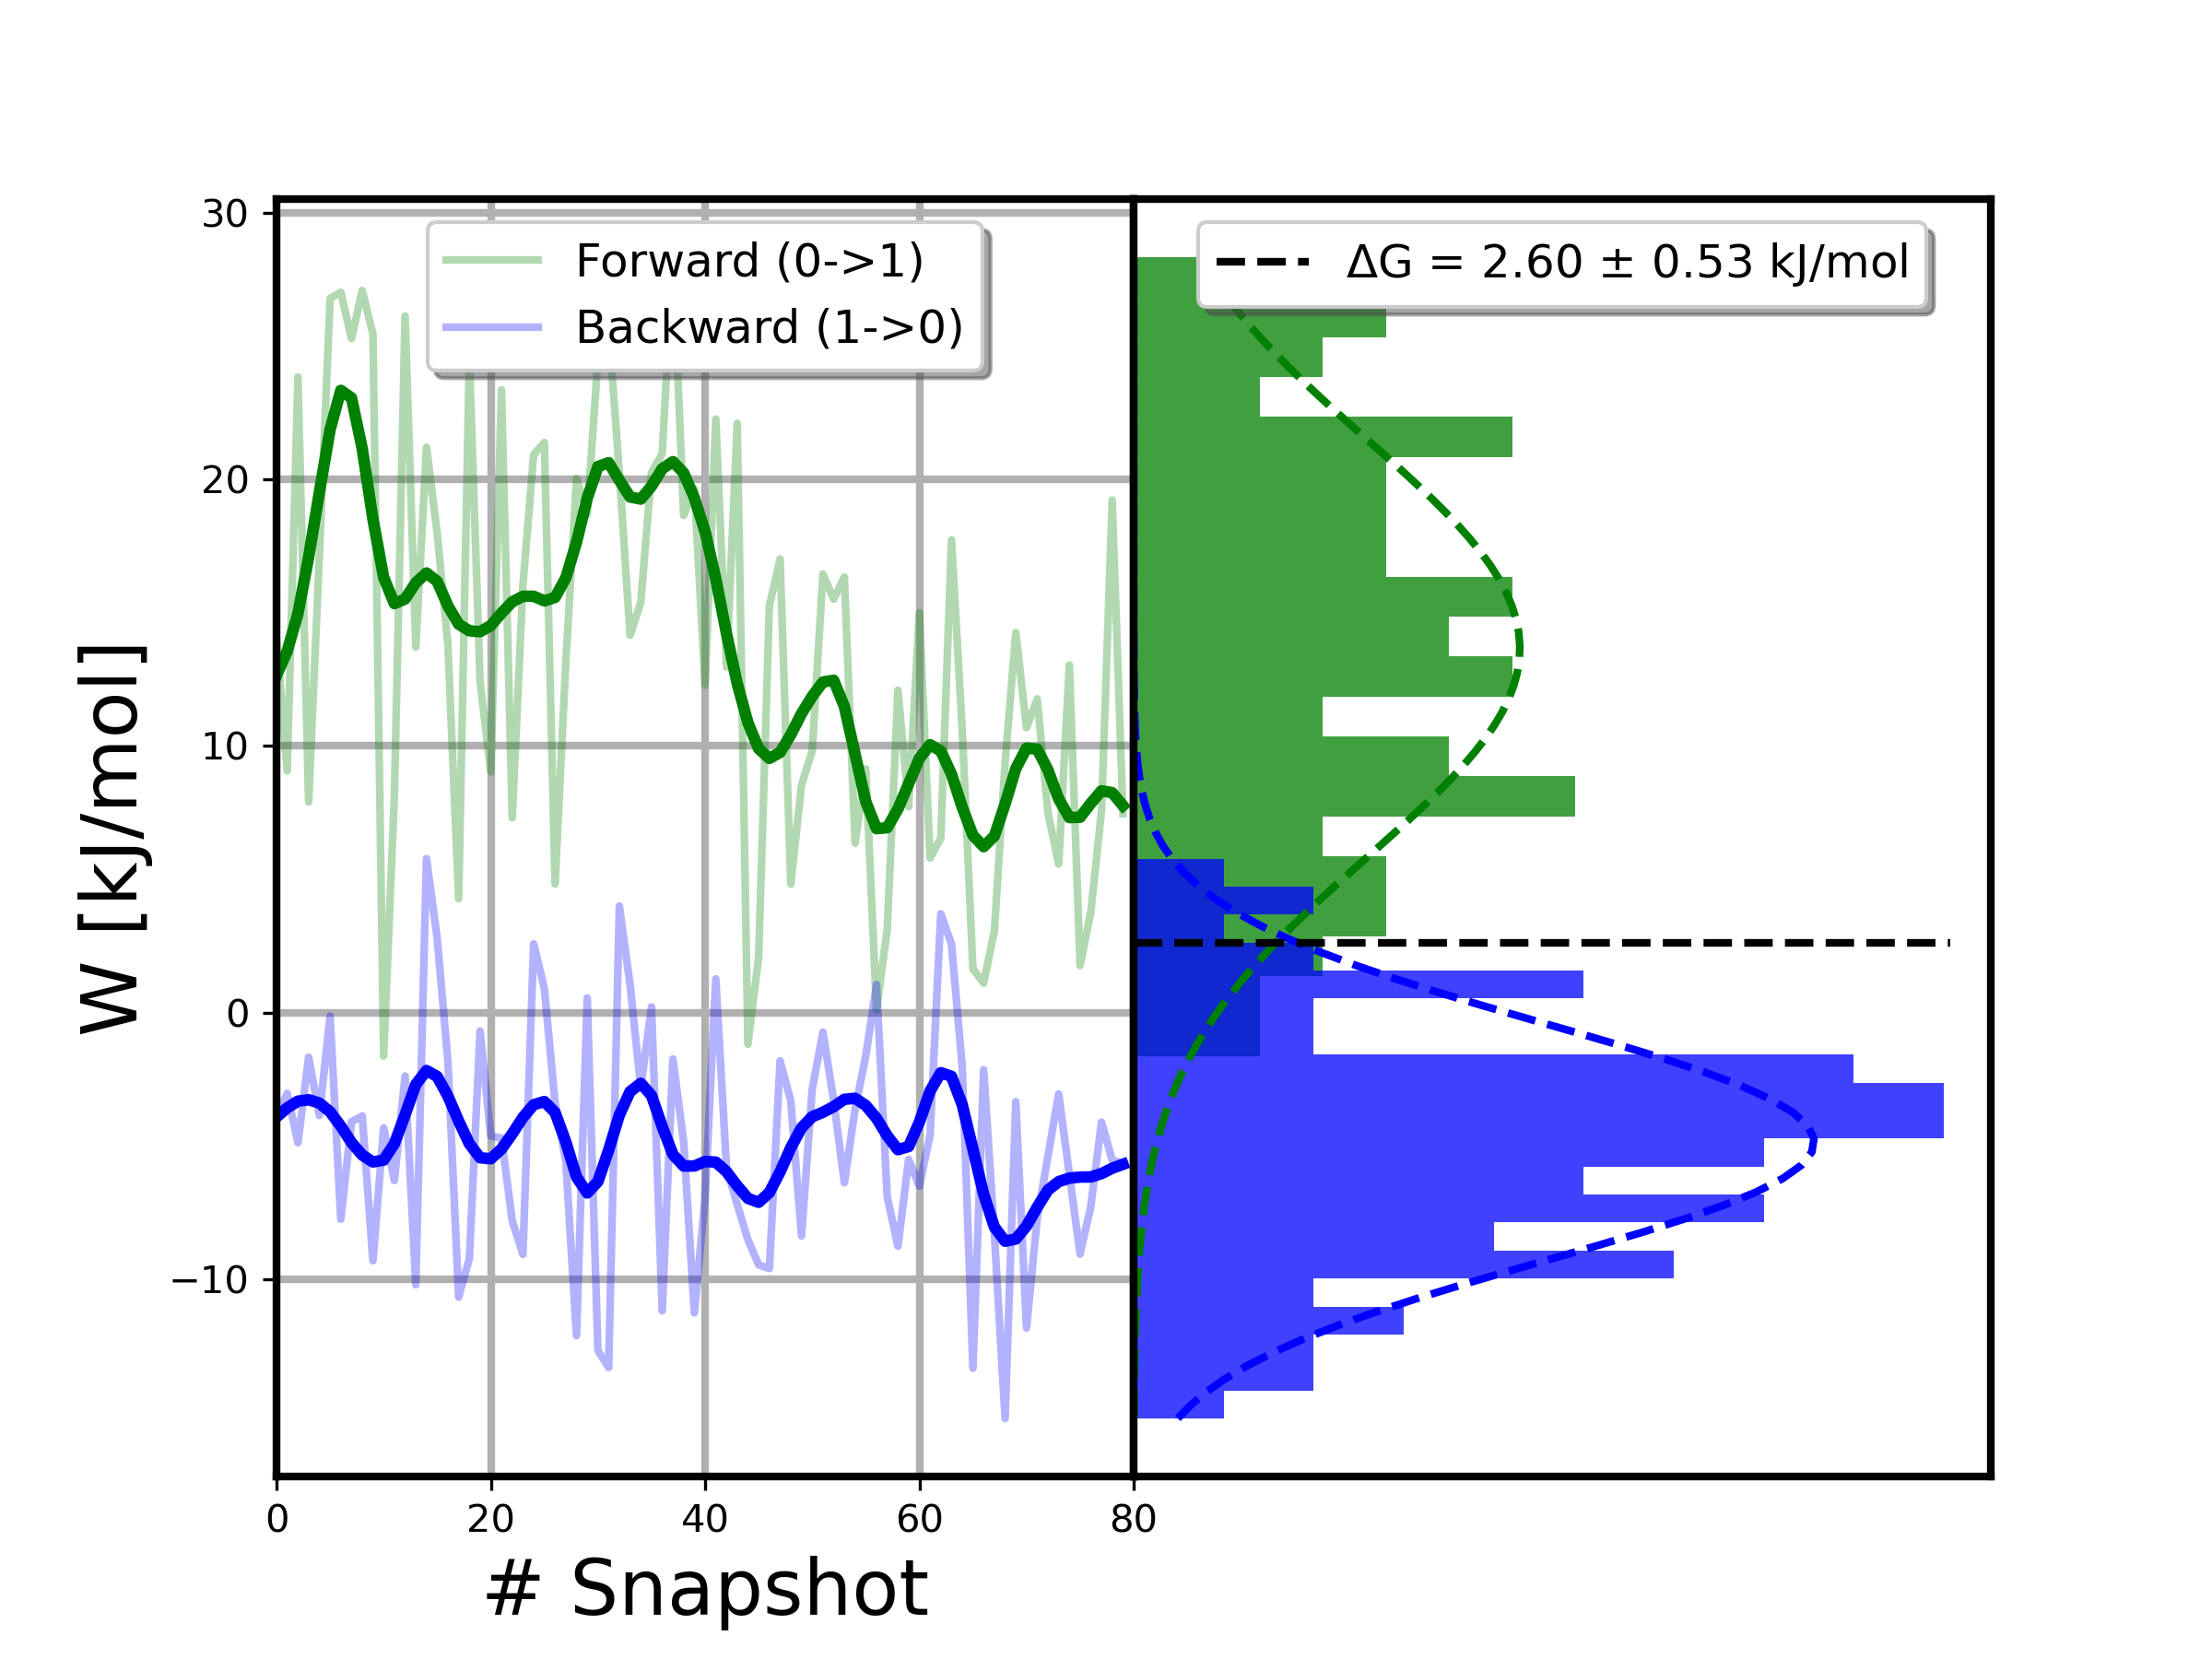 W [kJ/mol]
30
20
10
0
−10
Forward (0->1)
Backward (1->0)
ΔG = 2.60 ± 0.53 kJ/mol
0 20 40 60 80
# Snapshot